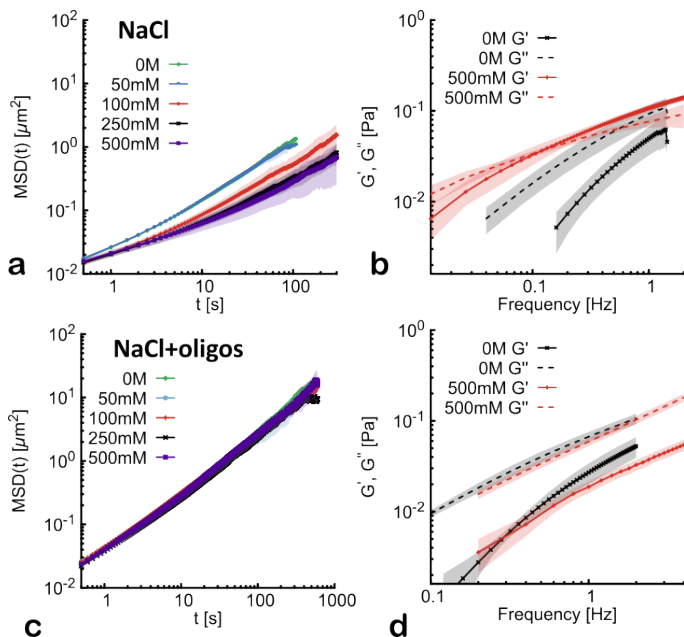 NaCl
0M
50mM
100mM
250mM
500mM
MSD(t) [μm²]
10²
10¹
10⁰
10⁻¹
10⁻²
1
10
100
t [s]
a
0M G'
0M G"
500mM G'
500mM G"
G', G" [Pa]
10⁰
10⁻¹
10⁻²
0.1
1
Frequency [Hz]
b
NaCl+oligos
0M
50mM
100mM
250mM
500mM
MSD(t) [μm²]
10²
10¹
10⁰
10⁻¹
10⁻²
1
10
100
1000
t [s]
c
0M G'
0M G"
500mM G'
500mM G"
G', G" [Pa]
10⁰
10⁻¹
10⁻²
0.1
1
Frequency [Hz]
d